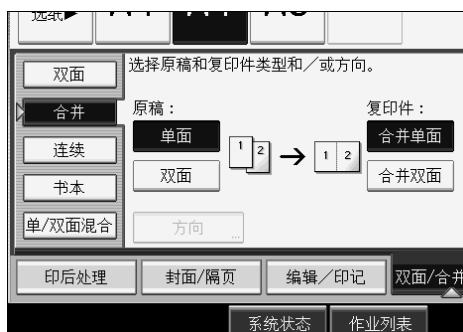 选纸▶
双面
选择原稿和复印件类型和／或方向。
合并
原稿：
复印件：
单面
合并单面
1 2
1 2
连续
双面
合并双面
书本
单/双面混合
方向
印后处理
封面/隔页
编辑／印记
双面/合并
系统状态
作业列表